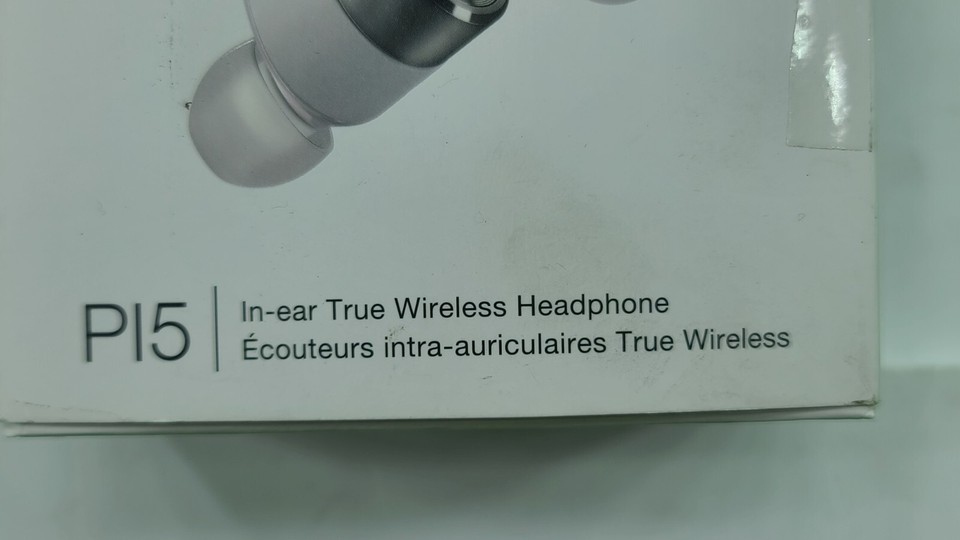 PI5
In-ear True Wireless Headphone
Écouteurs intra-auriculaires True Wireless